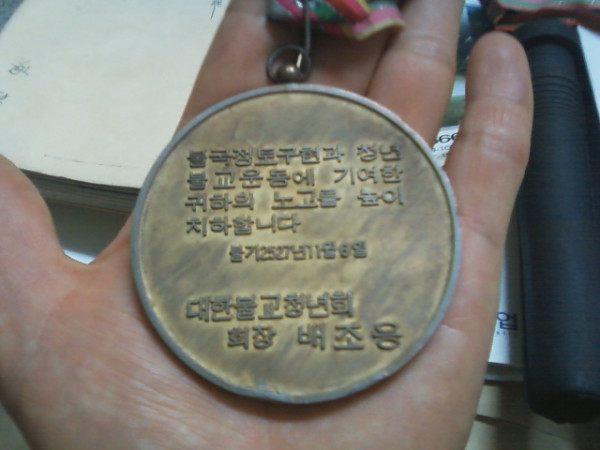 불국정토구현과 청년
불교운동에 기여한
귀하의 노고를 높이
치하합니다
불기2527년11월6일
대한불교청년회
회장 배조웅
업